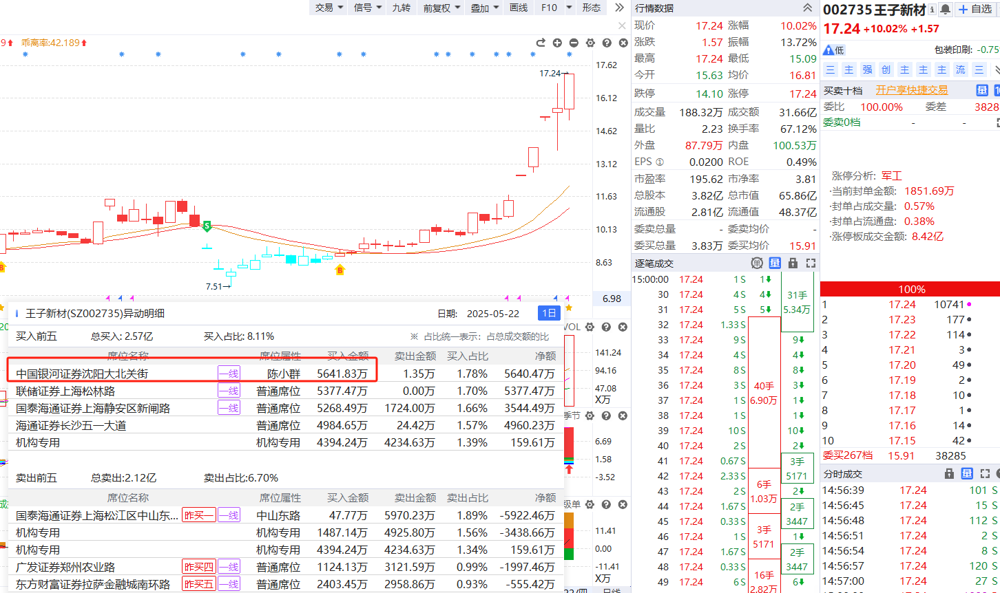 交易 信号 九转 前复权 叠加 画线 F10 形态
9 乖离率:42.189
17.62
17.24→
16.12
14.62
13.12
11.63
10.13
S
8.63
B B
7.51→
6.98
王子新材(SZ002735)异动明细 日期: 2025-05-22 1日
买入前五 总买入: 2.57亿 买入占比: 8.11% ※ 占比统一表示: 占总成交额的比
席位名称 席位属性 买入金额 卖出金额 买入占比 净额
中国银河证券沈阳大北关街 一线 陈小群 5641.83万 1.35万 1.78% 5640.47万
联储证券上海松林路 一线 普通席位 5377.47万 0.00万 1.70% 5377.47万
国泰海通证券上海静安区新闸路 一线 普通席位 5268.49万 1724.00万 1.66% 3544.49万
海通证券长沙五一大道 普通席位 4984.65万 24.42万 1.57% 4960.23万
机构专用 机构专用 4394.24万 4234.63万 1.39% 159.61万
卖出前五 总卖出:2.12亿 卖出占比:6.70%
席位名称 席位属性 买入金额 卖出金额 卖出占比 净额
国泰海通证券上海松江区中山东... 昨买一 一线 中山东路 47.77万 5970.23万 1.89% -5922.46万
机构专用 机构专用 1487.14万 4925.80万 1.56% -3438.66万
机构专用 机构专用 4394.24万 4234.63万 1.34% 159.61万
广发证券郑州农业路 昨买四 一线 普通席位 1124.13万 3121.59万 0.99% -1997.46万
东方财富证券拉萨金融城南环路 昨买五 一线 普通席位 2403.45万 2958.86万 0.93% -555.42万
VOL
141.24
94.16
47.08
X万
季节
6.69
1.58
-3.52
级单
11.41
0.00
-11.41
X万
日线
行情数据
现价 17.24 涨幅 10.02%
涨跌 1.57 振幅 13.72%
最高 17.24 最低 15.09
今开 15.63 均价 16.81
跌停 14.10 涨停 17.24
成交量 188.32万 成交额 31.66亿
量比 2.23 换手率 67.12%
外盘 87.79万 内盘 100.53万
EPS ① 0.0200 ROE 0.49%
市盈率 195.62 市净率 3.81
总股本 3.82亿 总市值 65.86亿
流通股 2.81亿 流通值 48.37亿
委卖总量 - 委卖均价 -
委买总量 3.83万 委买均价 15.91
逐笔成交 单 量
15:00:00 17.24 1 S 1
30 17.24 4 S 4
31 17.24 5 S 5
32 17.24 1.33 S
33 17.24 9 S 9
34 17.24 4 S 4
35 17.24 8 S 8
36 17.24 3 S 3
37 17.24 1 S 1
38 17.24 1 S 1
39 17.24 10 S 10
40 17.24 2 S 2
41 17.24 0.67 S
42 17.24 2.33 S
43 17.24 2 S 2
44 17.24 1.67 S
45 17.24 0.33 S
46 17.24 1 S 1
47 17.24 1.67 S
48 17.24 0.33 S
49 17.24 6 S 6
31手
5.34万
40手
6.90万
3手
5171
6手
1.03万
2手
3447
3手
5171
2手
3447
16手
2.82万
002735 王子新材 自选
17.24 +10.02% +1.57
低 包装印刷: -0.75
三 主 强 创 主 主 主 流 三
买卖十档 开户享快捷交易 量
委比 100.00% 委差 3828
委卖0档 - -
涨停分析: 军工
·当前封单金额: 1851.69万
·封单占成交量: 0.57%
·封单占流通盘: 0.38%
·涨停板成交金额: 8.42亿
100%
1 17.24 10741
2 17.23 177
3 17.22 114
4 17.21 3
5 17.20 49
6 17.19 2
7 17.18 10
8 17.17 1
9 17.16 14
10 17.15 42
委买267档 15.91 38285
分时成交 量
14:56:39 17.24 101 S
14:56:45 17.24 15 S
14:56:48 17.24 112 S
14:56:51 17.24 2 S
14:56:54 17.24 8 S
14:56:57 17.24 120 S
14:57:00 17.24 27 S